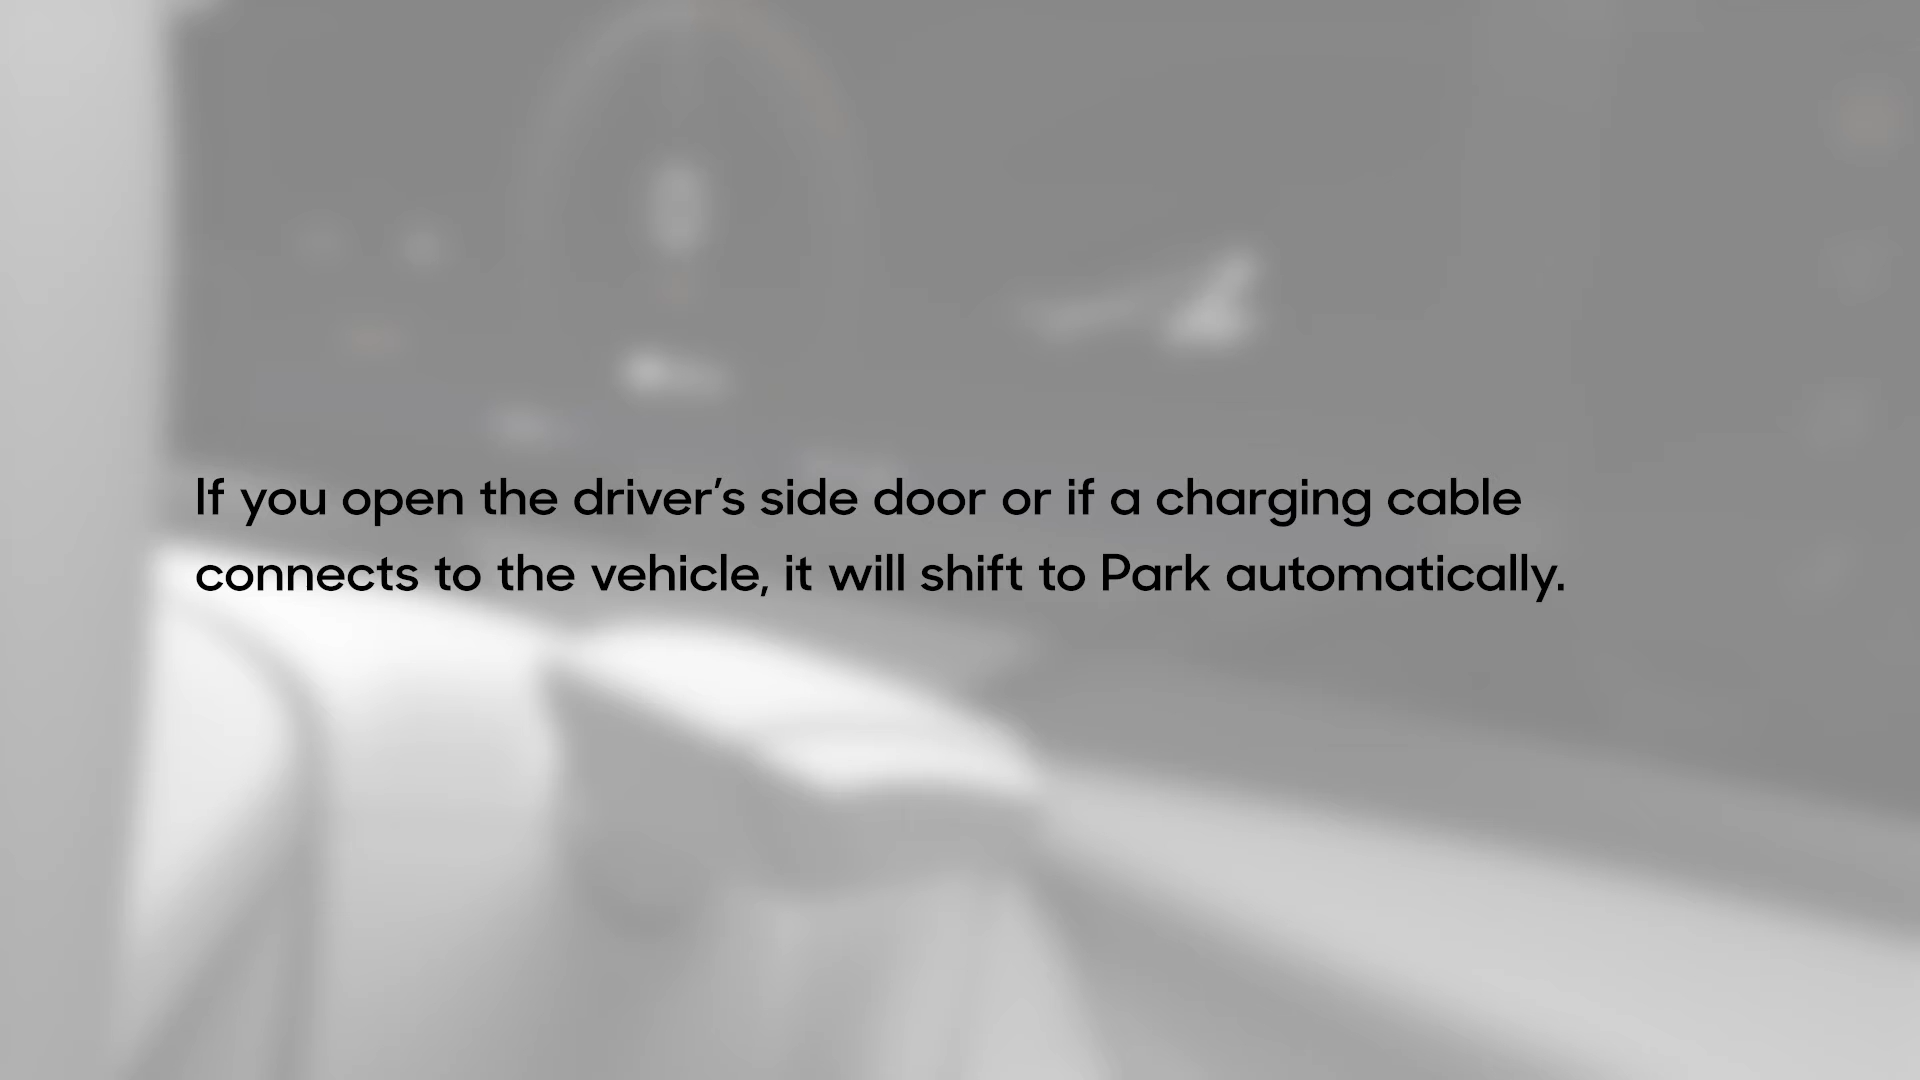 If you open the driver’s side door or if a charging cable
connects to the vehicle, it will shift to Park automatically.